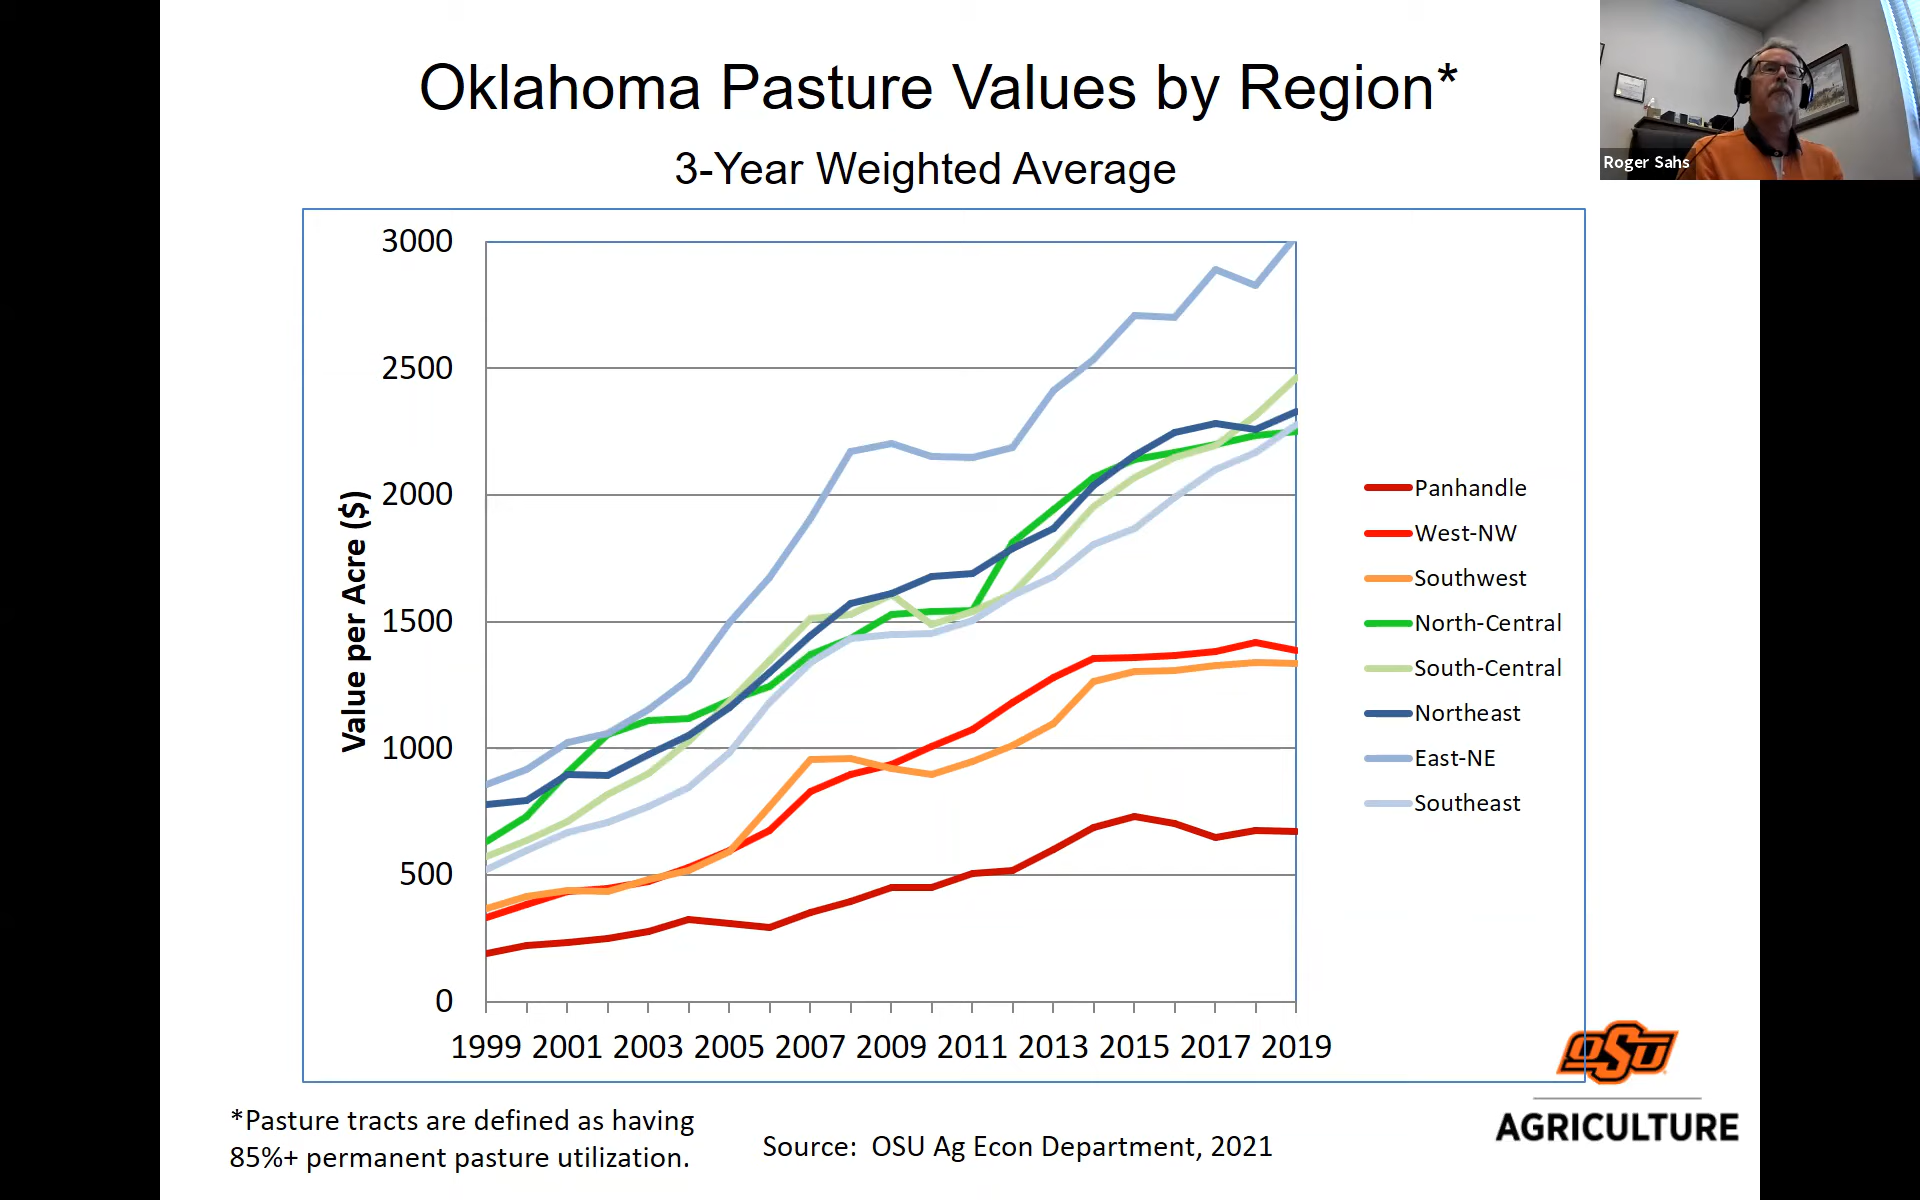 Oklahoma Pasture Values by Region*
3-Year Weighted Average
Roger Sahs
3000
2500
2000
1500
1000
500
0
Value per Acre ($)
1999 2001 2003 2005 2007 2009 2011 2013 2015 2017 2019
Panhandle
West-NW
Southwest
North-Central
South-Central
Northeast
East-NE
Southeast
*Pasture tracts are defined as having
85%+ permanent pasture utilization.
Source: OSU Ag Econ Department, 2021
OSU
AGRICULTURE